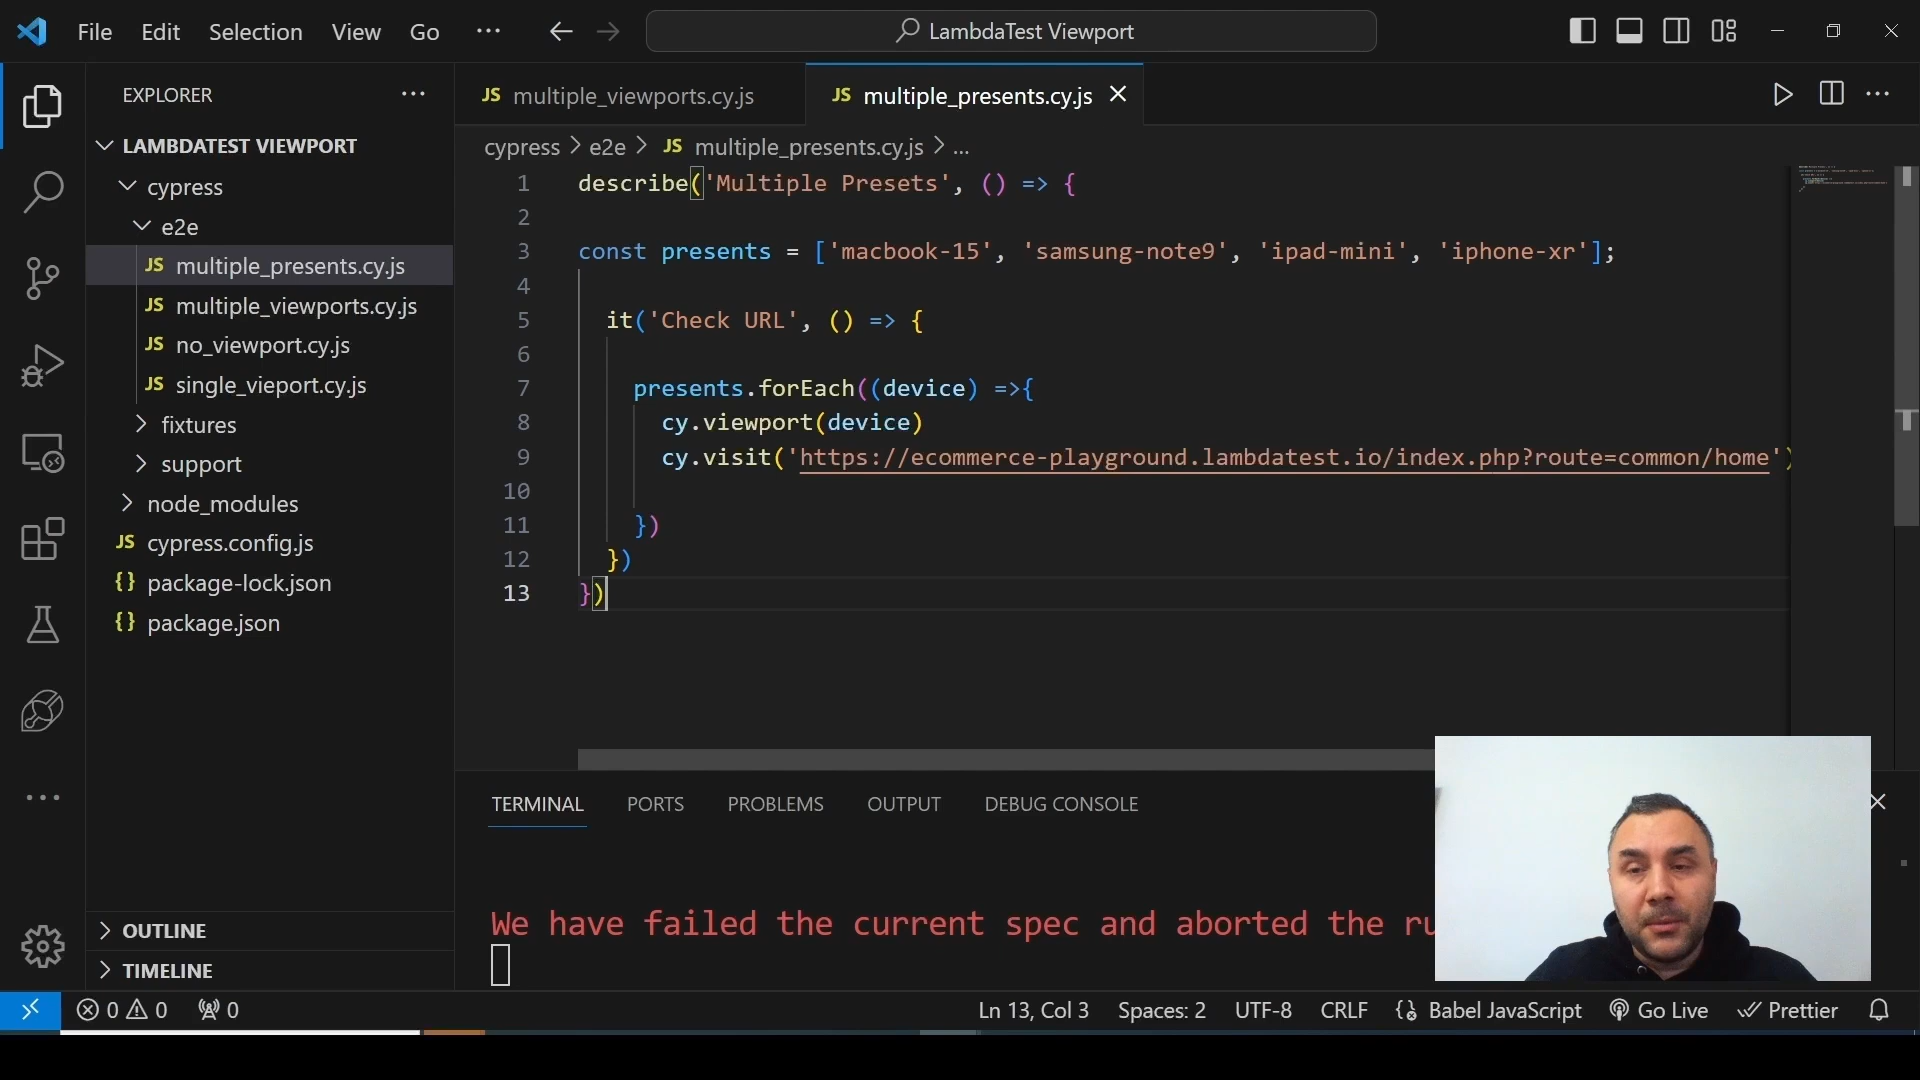 File Edit Selection View Go ··· LambdaTest Viewport
EXPLORER
LAMBDATEST VIEWPORT
cypress
e2e
JS multiple_presents.cy.js
JS multiple_viewports.cy.js
JS no_viewport.cy.js
JS single_vieport.cy.js
fixtures
support
node_modules
JS cypress.config.js
{} package-lock.json
{} package.json
OUTLINE
TIMELINE
JS multiple_viewports.cy.js JS multiple_presents.cy.js
cypress > e2e > JS multiple_presents.cy.js > ...
1 describe('Multiple Presets', () => {
2
3 const presents = ['macbook-15', 'samsung-note9', 'ipad-mini', 'iphone-xr'];
4
5 it('Check URL', () => {
6
7 presents.forEach((device) =>{
8 cy.viewport(device)
9 cy.visit('https://ecommerce-playground.lambdatest.io/index.php?route=common/home')
10
11 })
12 })
13 })
TERMINAL PORTS PROBLEMS OUTPUT DEBUG CONSOLE
We have failed the current spec and aborted the ru
0 0 0 Ln 13, Col 3 Spaces: 2 UTF-8 CRLF {} Babel JavaScript Go Live Prettier